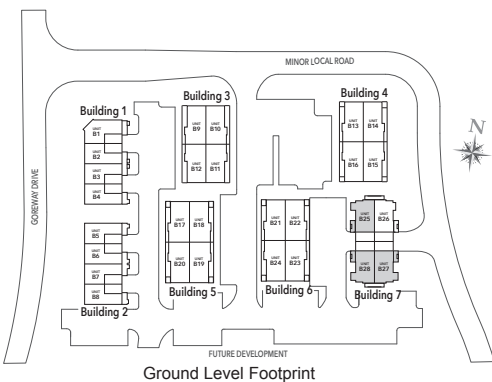 MINOR LOCAL ROAD
GOREWAY DRIVE
N
Building 1
UNIT
B1
UNIT
B2
UNIT
B3
UNIT
B4
Building 3
UNIT
B9
UNIT
B10
UNIT
B12
UNIT
B11
Building 4
UNIT
B13
UNIT
B14
UNIT
B16
UNIT
B15
UNIT
B5
UNIT
B6
UNIT
B7
UNIT
B8
Building 2
UNIT
B17
UNIT
B18
UNIT
B20
UNIT
B19
Building 5
UNIT
B21
UNIT
B22
UNIT
B24
UNIT
B23
Building 6
UNIT
B25
UNIT
B26
UNIT
B28
UNIT
B27
Building 7
FUTURE DEVELOPMENT
Ground Level Footprint